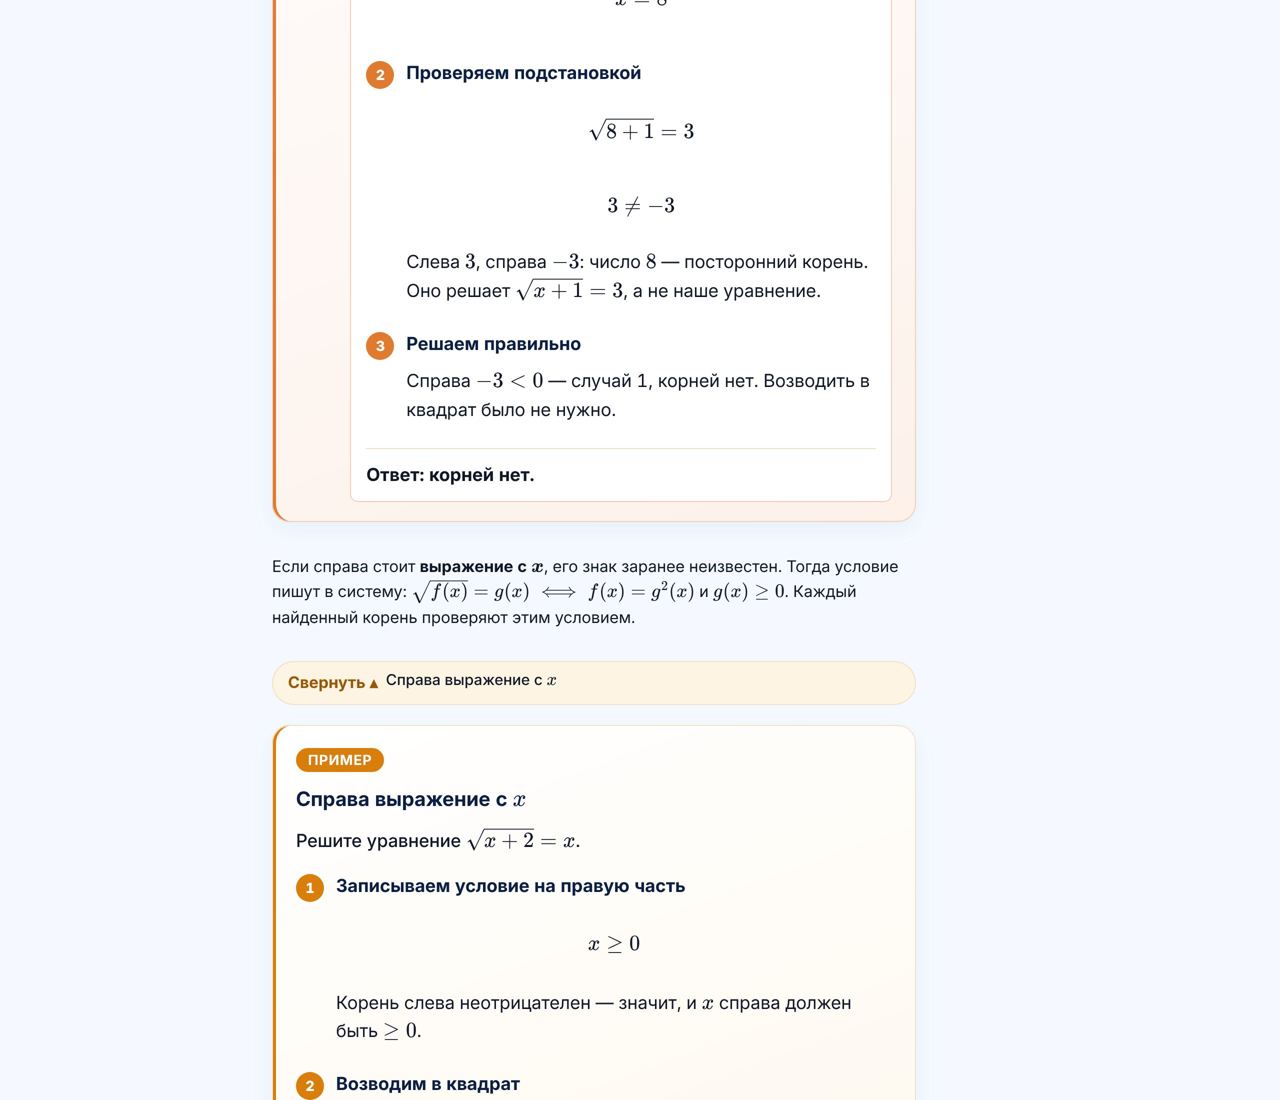 x = 8
2 Проверяем подстановкой
√(8 + 1) = 3
3 ≠ −3
Слева 3, справа −3: число 8 — посторонний корень.
Оно решает √(x + 1) = 3, а не наше уравнение.
3 Решаем правильно
Справа −3 < 0 — случай 1, корней нет. Возводить в
квадрат было не нужно.
Ответ: корней нет.
Если справа стоит выражение с x, его знак заранее неизвестен. Тогда условие
пишут в систему: √(f(x)) = g(x) ⟺ f(x) = g²(x) и g(x) ≥ 0. Каждый
найденный корень проверяют этим условием.
Свернуть ▴ Справа выражение с x
ПРИМЕР
Справа выражение с x
Решите уравнение √(x + 2) = x.
1 Записываем условие на правую часть
x ≥ 0
Корень слева неотрицателен — значит, и x справа должен
быть ≥ 0.
2 Возводим в квадрат